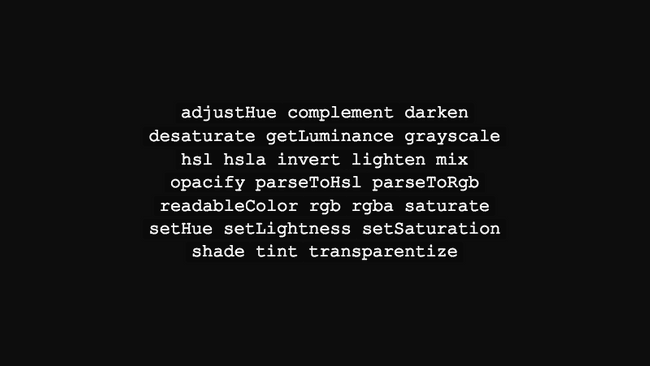 adjustHue complement darken
desaturate getLuminance grayscale
hsl hsla invert lighten mix
opacify parseToHsl parseToRgb
readableColor rgb rgba saturate
setHue setLightness setSaturation
shade tint transparentize